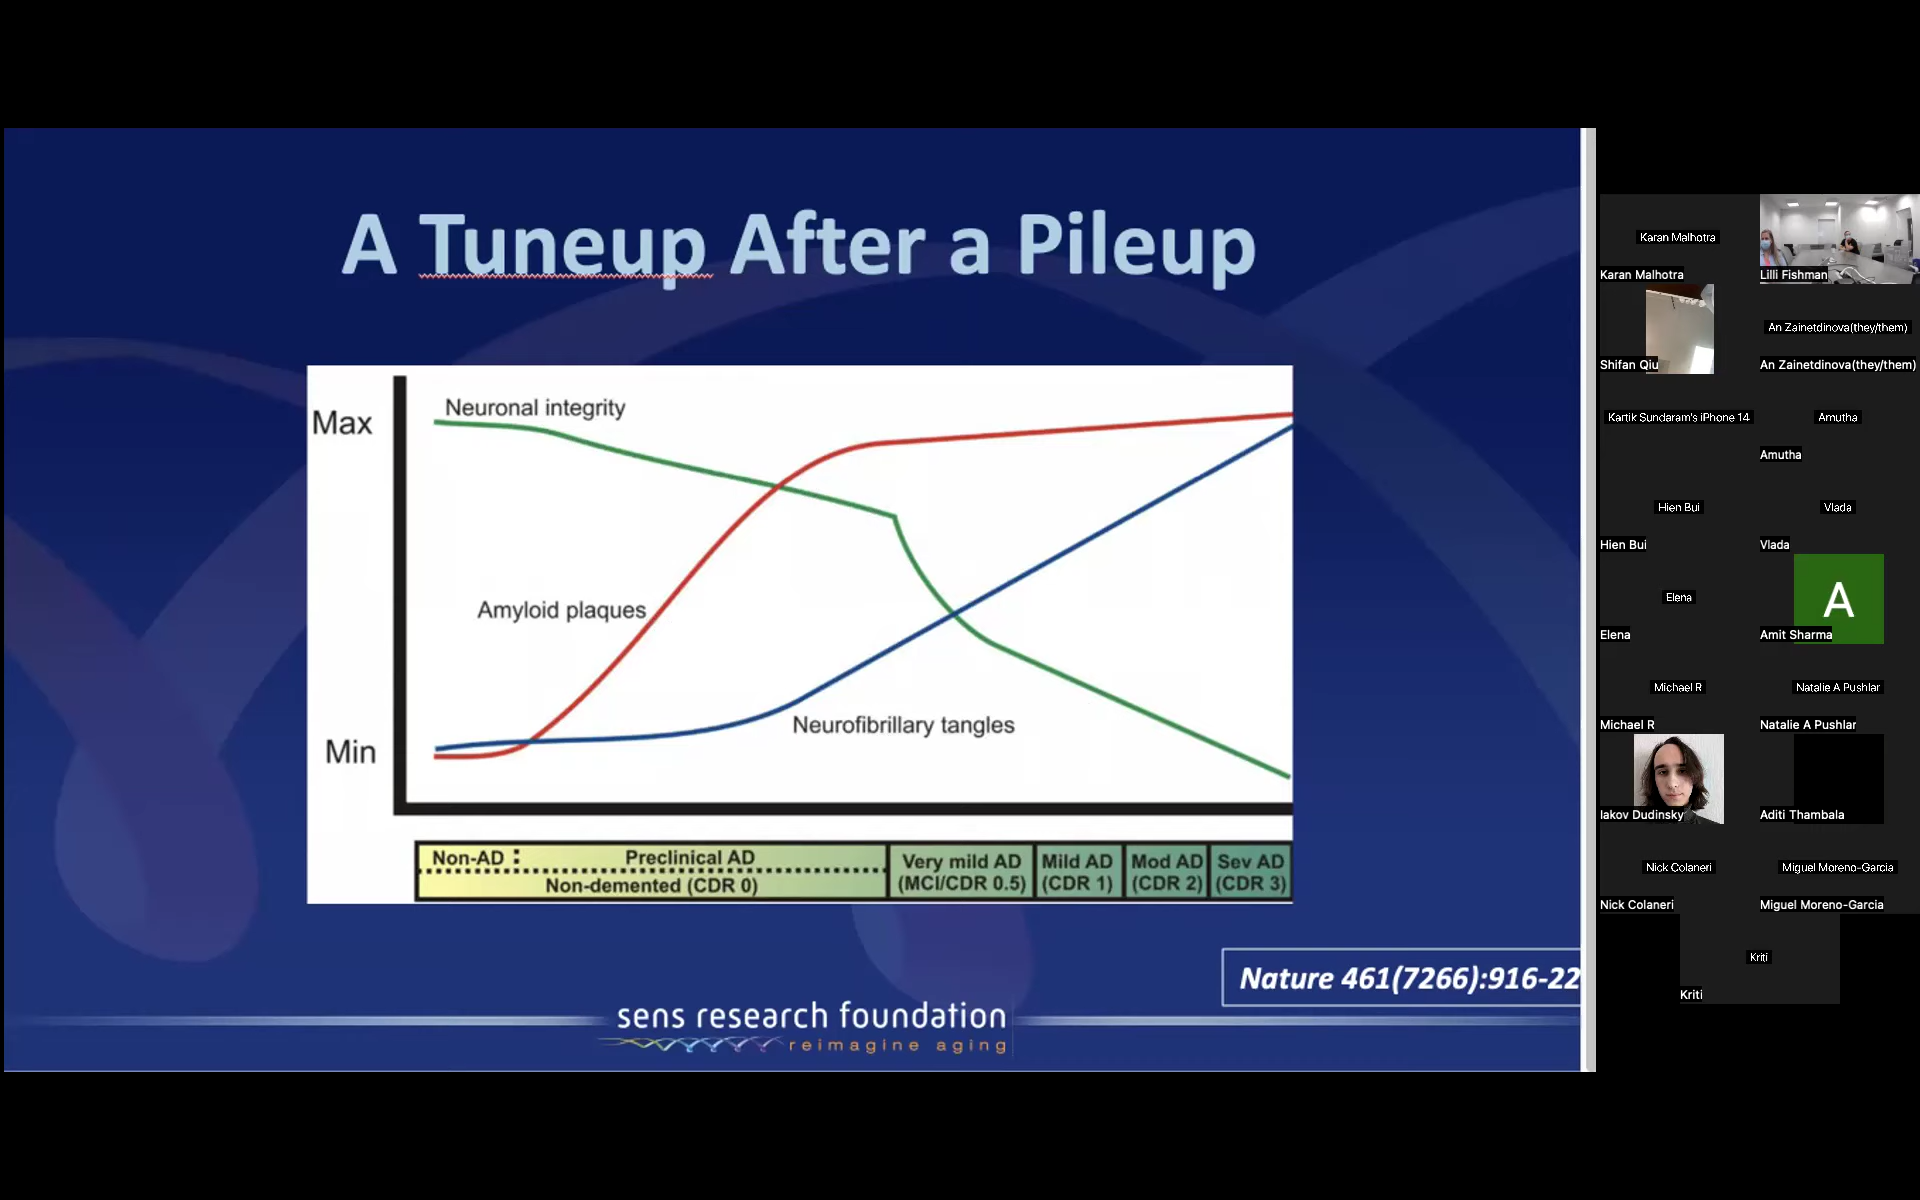 A Tuneup After a Pileup
Max
Neuronal integrity
Amyloid plaques
Neurofibrillary tangles
Min
Non-AD
Preclinical AD
Non-demented (CDR 0)
Very mild AD
(MCI/CDR 0.5)
Mild AD
(CDR 1)
Mod AD
(CDR 2)
Sev AD
(CDR 3)
Nature 461(7266):916-22
sens research foundation
reimagine aging
Karan Malhotra
Karan Malhotra
Lilli Fishman
Shifan Qiu
An Zainetdinova(they/them)
An Zainetdinova(they/them)
Kartik Sundaram's iPhone 14
Amutha
Amutha
Hien Bui
Hien Bui
Vlada
Vlada
Elena
Elena
A
Amit Sharma
Michael R
Michael R
Natalie A Pushlar
Natalie A Pushlar
Iakov Dudinsky
Aditi Thambala
Nick Colaneri
Nick Colaneri
Miguel Moreno-Garcia
Miguel Moreno-Garcia
Kriti
Kriti